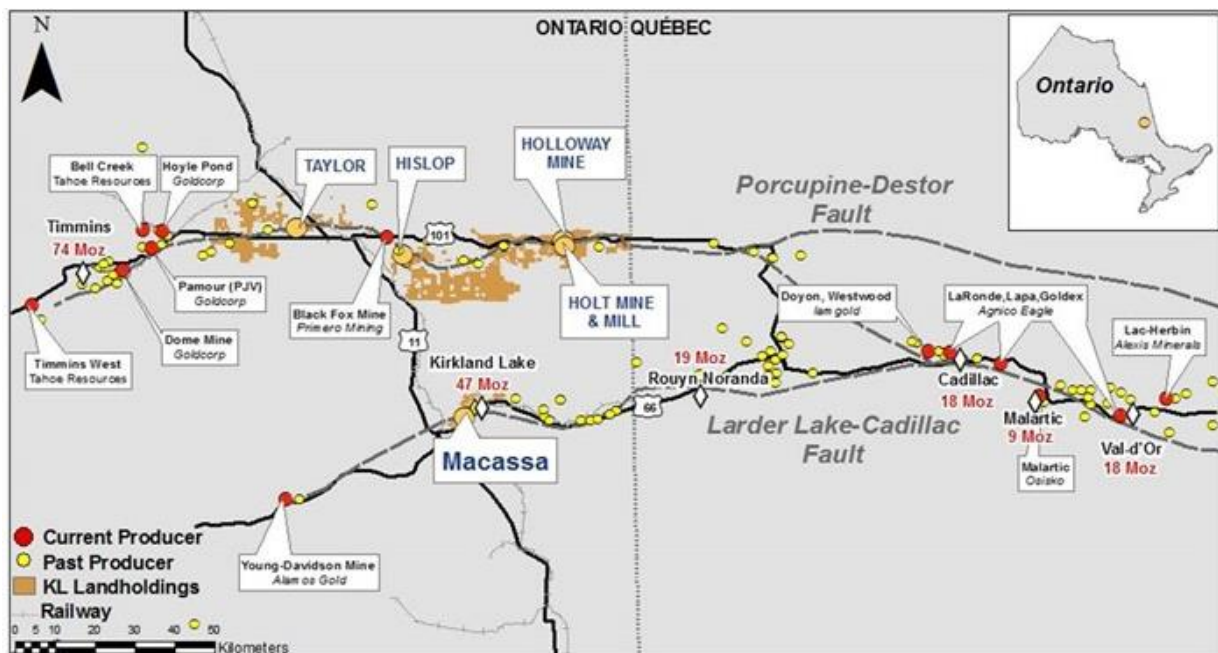 N
ONTARIO QUÉBEC
Ontario
Bell Creek
Tahoe Resources
Hoyle Pond
Goldcorp
TAYLOR
HISLOP
HOLLOWAY
MINE
Porcupine-Destor
Fault
Timmins
74 Moz
101
Pamour (PJV)
Goldcorp
Black Fox Mine
Primero Mining
HOLT MINE
& MILL
Doyon, Westwood
Iamgold
LaRonde,Lapa,Goldex
Agnico Eagle
Lac-Herbin
Alexis Minerals
Dome Mine
Goldcorp
Timmins West
Tahoe Resources
11
Kirkland Lake
47 Moz
19 Moz
Rouyn Noranda
66
Cadillac
18 Moz
Malartic
9 Moz
Val-d'Or
18 Moz
Larder Lake-Cadillac
Fault
Macassa
Malartic
Osisko
Young-Davidson Mine
Alamos Gold
Current Producer
Past Producer
KL Landholdings
Railway
0 5 10 20 30 40 50
Kilometers